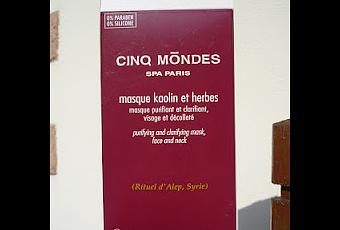 0% PARABEN
0% SILICONE
CINQ MŌNDES
SPA PARIS
masque kaolin et herbes
masque purifiant et clarifiant,
visage et décolleté
purifying and clarifying mask,
face and neck
(Rituel d'Alep, Syrie)